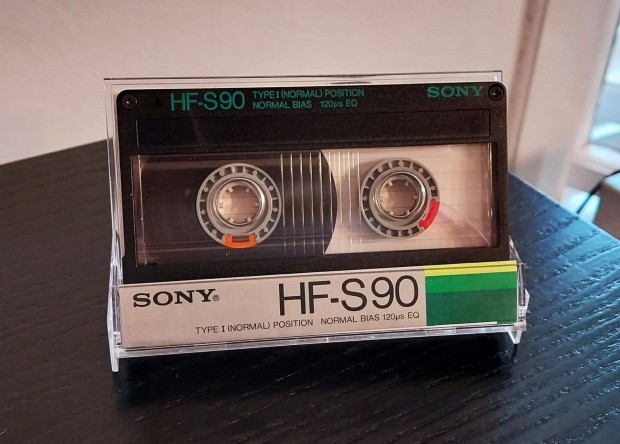 ▲ HF-S90 TYPE I (NORMAL) POSITION
NORMAL BIAS 120µs EQ
SONY
SONY®
HF-S90
TYPE I (NORMAL) POSITION NORMAL BIAS 120µs EQ